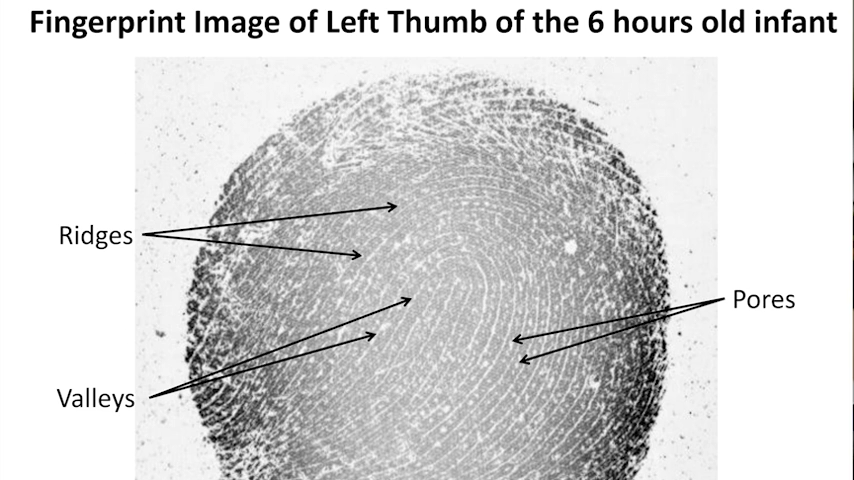 Fingerprint Image of Left Thumb of the 6 hours old infant
Ridges
Pores
Valleys